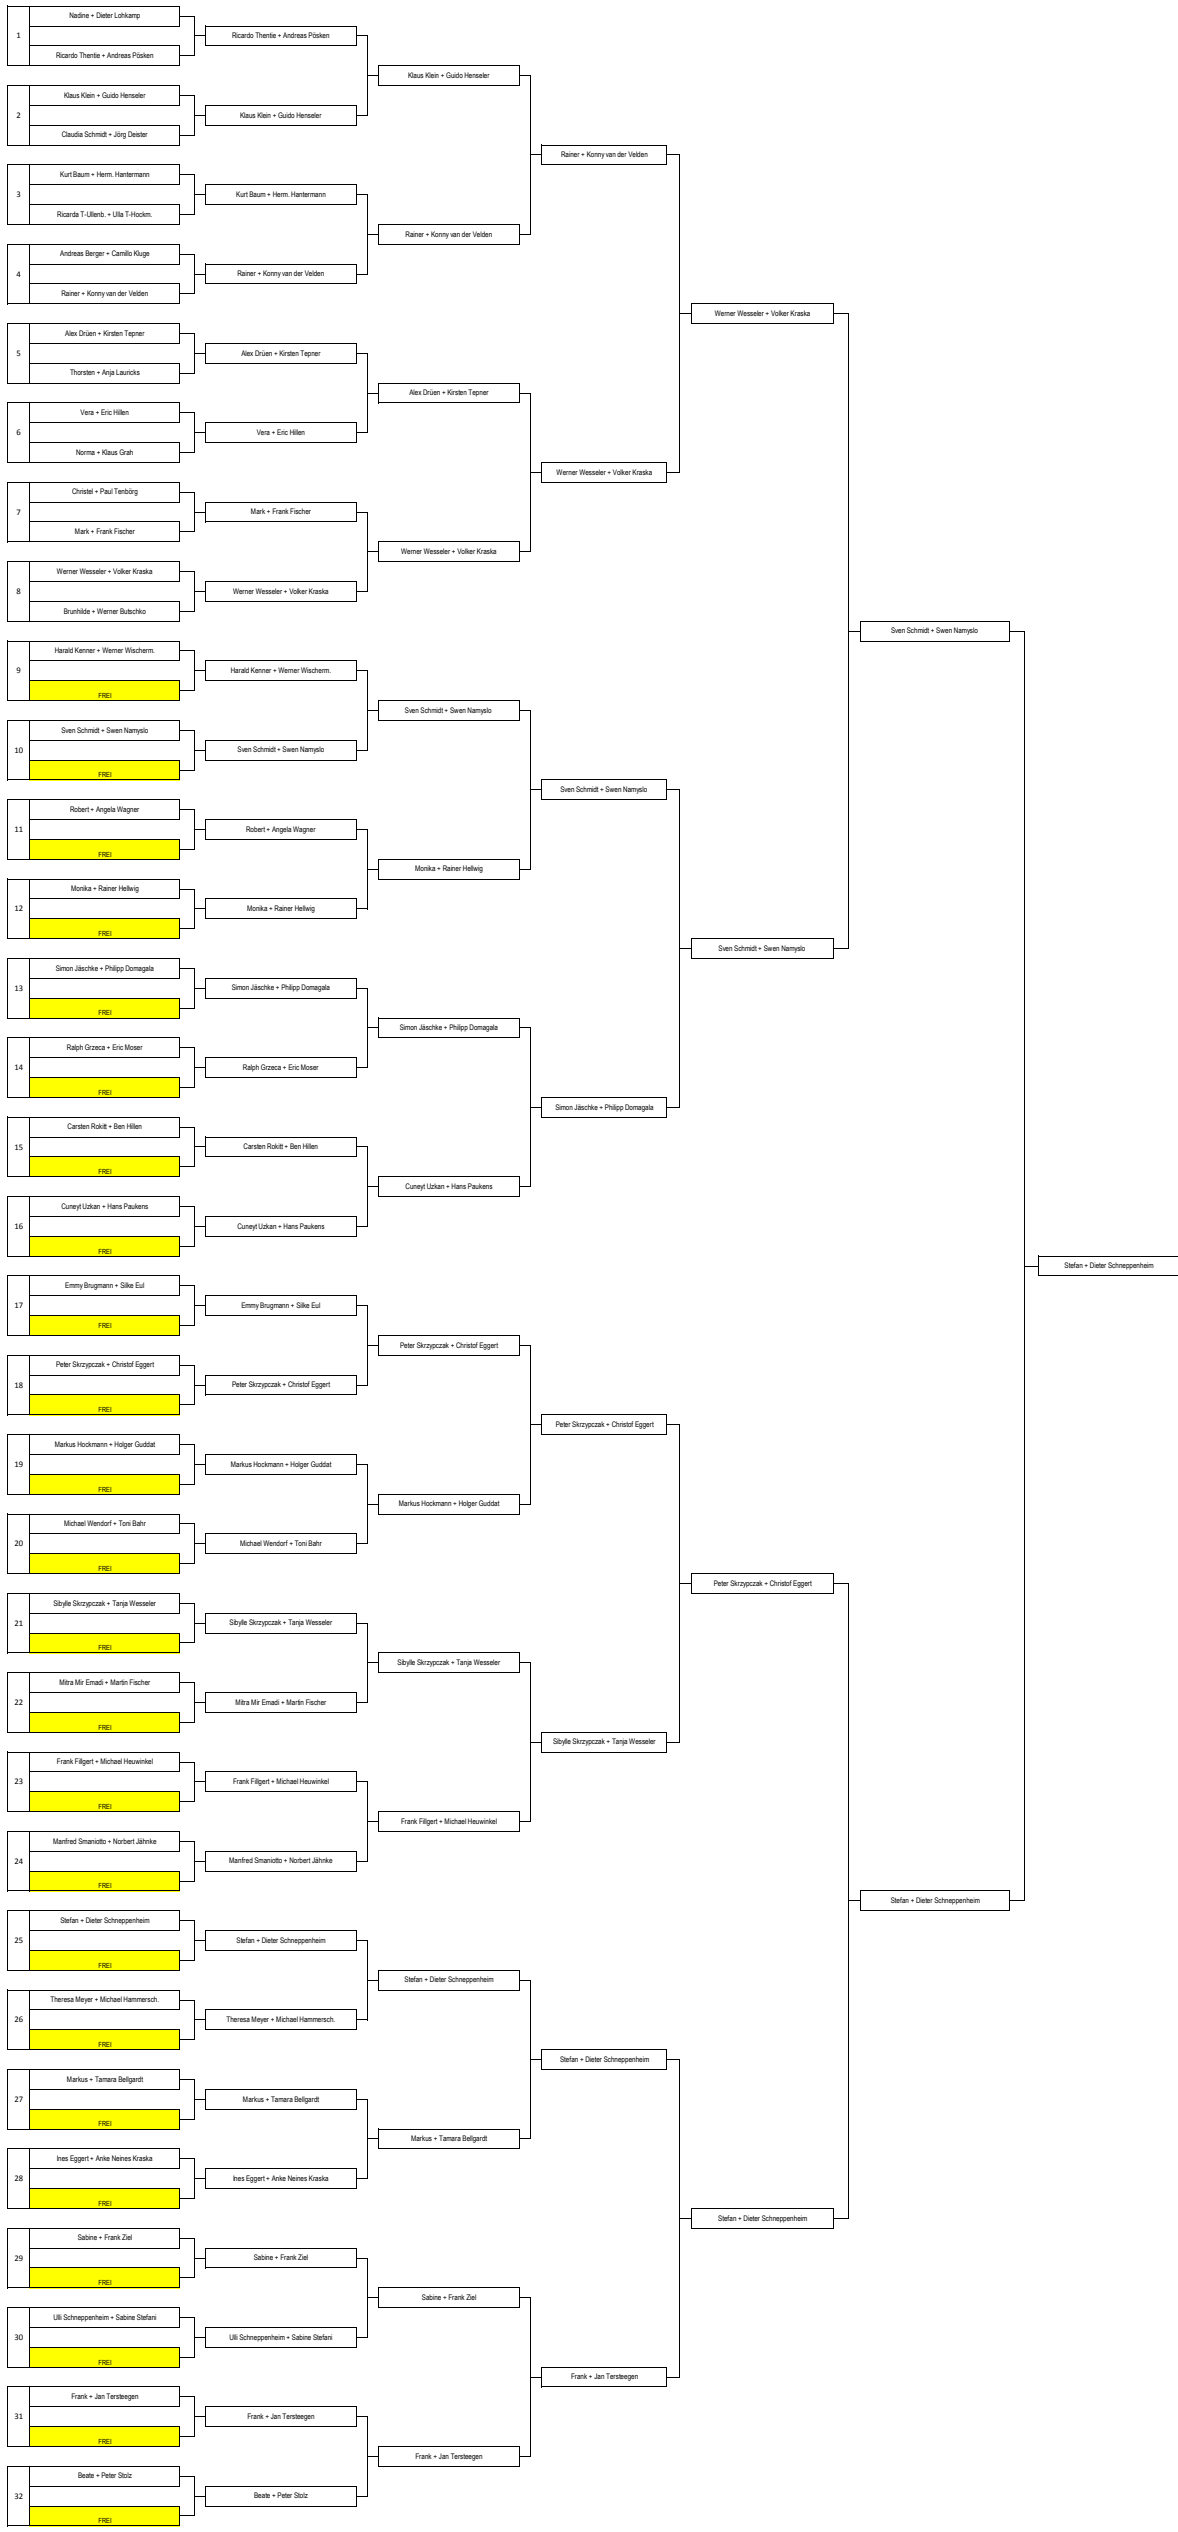 Nadine + Dieter Lohkamp
1
Ricardo Thentie + Andreas Pösken
Ricardo Thentie + Andreas Pösken
Klaus Klein + Guido Henseler
Klaus Klein + Guido Henseler
2
Klaus Klein + Guido Henseler
Claudia Schmidt + Jörg Deister
Rainer + Konny van der Velden
Kurt Baum + Herm. Hantermann
3
Kurt Baum + Herm. Hantermann
Ricarda T-Ullenb. + Ulla T-Hockm.
Rainer + Konny van der Velden
Andreas Berger + Camillo Kluge
4
Rainer + Konny van der Velden
Rainer + Konny van der Velden
Werner Wesseler + Volker Kraska
Alex Drüen + Kirsten Tepner
5
Alex Drüen + Kirsten Tepner
Thorsten + Anja Lauricks
Alex Drüen + Kirsten Tepner
Vera + Eric Hillen
6
Vera + Eric Hillen
Norma + Klaus Grah
Werner Wesseler + Volker Kraska
Christel + Paul Tenbörg
7
Mark + Frank Fischer
Mark + Frank Fischer
Werner Wesseler + Volker Kraska
Werner Wesseler + Volker Kraska
8
Werner Wesseler + Volker Kraska
Brunhilde + Werner Butschko
Sven Schmidt + Swen Namyslo
Harald Kenner + Werner Wischerm.
9
Harald Kenner + Werner Wischerm.
FREI
Sven Schmidt + Swen Namyslo
Sven Schmidt + Swen Namyslo
10
Sven Schmidt + Swen Namyslo
FREI
Sven Schmidt + Swen Namyslo
Robert + Angela Wagner
11
Robert + Angela Wagner
FREI
Monika + Rainer Hellwig
Monika + Rainer Hellwig
12
Monika + Rainer Hellwig
FREI
Sven Schmidt + Swen Namyslo
Simon Jäschke + Philipp Domagala
13
Simon Jäschke + Philipp Domagala
FREI
Simon Jäschke + Philipp Domagala
Ralph Grzeca + Eric Moser
14
Ralph Grzeca + Eric Moser
FREI
Simon Jäschke + Philipp Domagala
Carsten Rokitt + Ben Hillen
15
Carsten Rokitt + Ben Hillen
FREI
Cuneyt Uzkan + Hans Paukens
Cuneyt Uzkan + Hans Paukens
16
Cuneyt Uzkan + Hans Paukens
FREI
Stefan + Dieter Schneppenheim
Emmy Brugmann + Silke Eul
17
Emmy Brugmann + Silke Eul
FREI
Peter Skrzypczak + Christof Eggert
Peter Skrzypczak + Christof Eggert
18
Peter Skrzypczak + Christof Eggert
FREI
Peter Skrzypczak + Christof Eggert
Markus Hockmann + Holger Guddat
19
Markus Hockmann + Holger Guddat
FREI
Markus Hockmann + Holger Guddat
Michael Wendorf + Toni Bahr
20
Michael Wendorf + Toni Bahr
FREI
Peter Skrzypczak + Christof Eggert
Sibylle Skrzypczak + Tanja Wesseler
21
Sibylle Skrzypczak + Tanja Wesseler
FREI
Sibylle Skrzypczak + Tanja Wesseler
Mitra Mir Emadi + Martin Fischer
22
Mitra Mir Emadi + Martin Fischer
FREI
Sibylle Skrzypczak + Tanja Wesseler
Frank Fillgert + Michael Heuwinkel
23
Frank Fillgert + Michael Heuwinkel
FREI
Frank Fillgert + Michael Heuwinkel
Manfred Smaniotto + Norbert Jähnke
24
Manfred Smaniotto + Norbert Jähnke
FREI
Stefan + Dieter Schneppenheim
Stefan + Dieter Schneppenheim
25
Stefan + Dieter Schneppenheim
FREI
Stefan + Dieter Schneppenheim
Theresa Meyer + Michael Hammersch.
26
Theresa Meyer + Michael Hammersch.
FREI
Stefan + Dieter Schneppenheim
Markus + Tamara Bellgardt
27
Markus + Tamara Bellgardt
FREI
Markus + Tamara Bellgardt
Ines Eggert + Anke Neines Kraska
28
Ines Eggert + Anke Neines Kraska
FREI
Stefan + Dieter Schneppenheim
Sabine + Frank Ziel
29
Sabine + Frank Ziel
FREI
Sabine + Frank Ziel
Ulli Schneppenheim + Sabine Stefani
30
Ulli Schneppenheim + Sabine Stefani
FREI
Frank + Jan Tersteegen
Frank + Jan Tersteegen
31
Frank + Jan Tersteegen
FREI
Frank + Jan Tersteegen
Beate + Peter Stolz
32
Beate + Peter Stolz
FREI